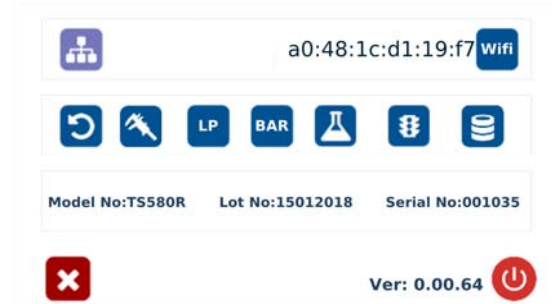 a0:48:1c:d1:19:f7 Wifi
LP BAR
Model No:TS580R Lot No:15012018 Serial No:001035
Ver: 0.00.64